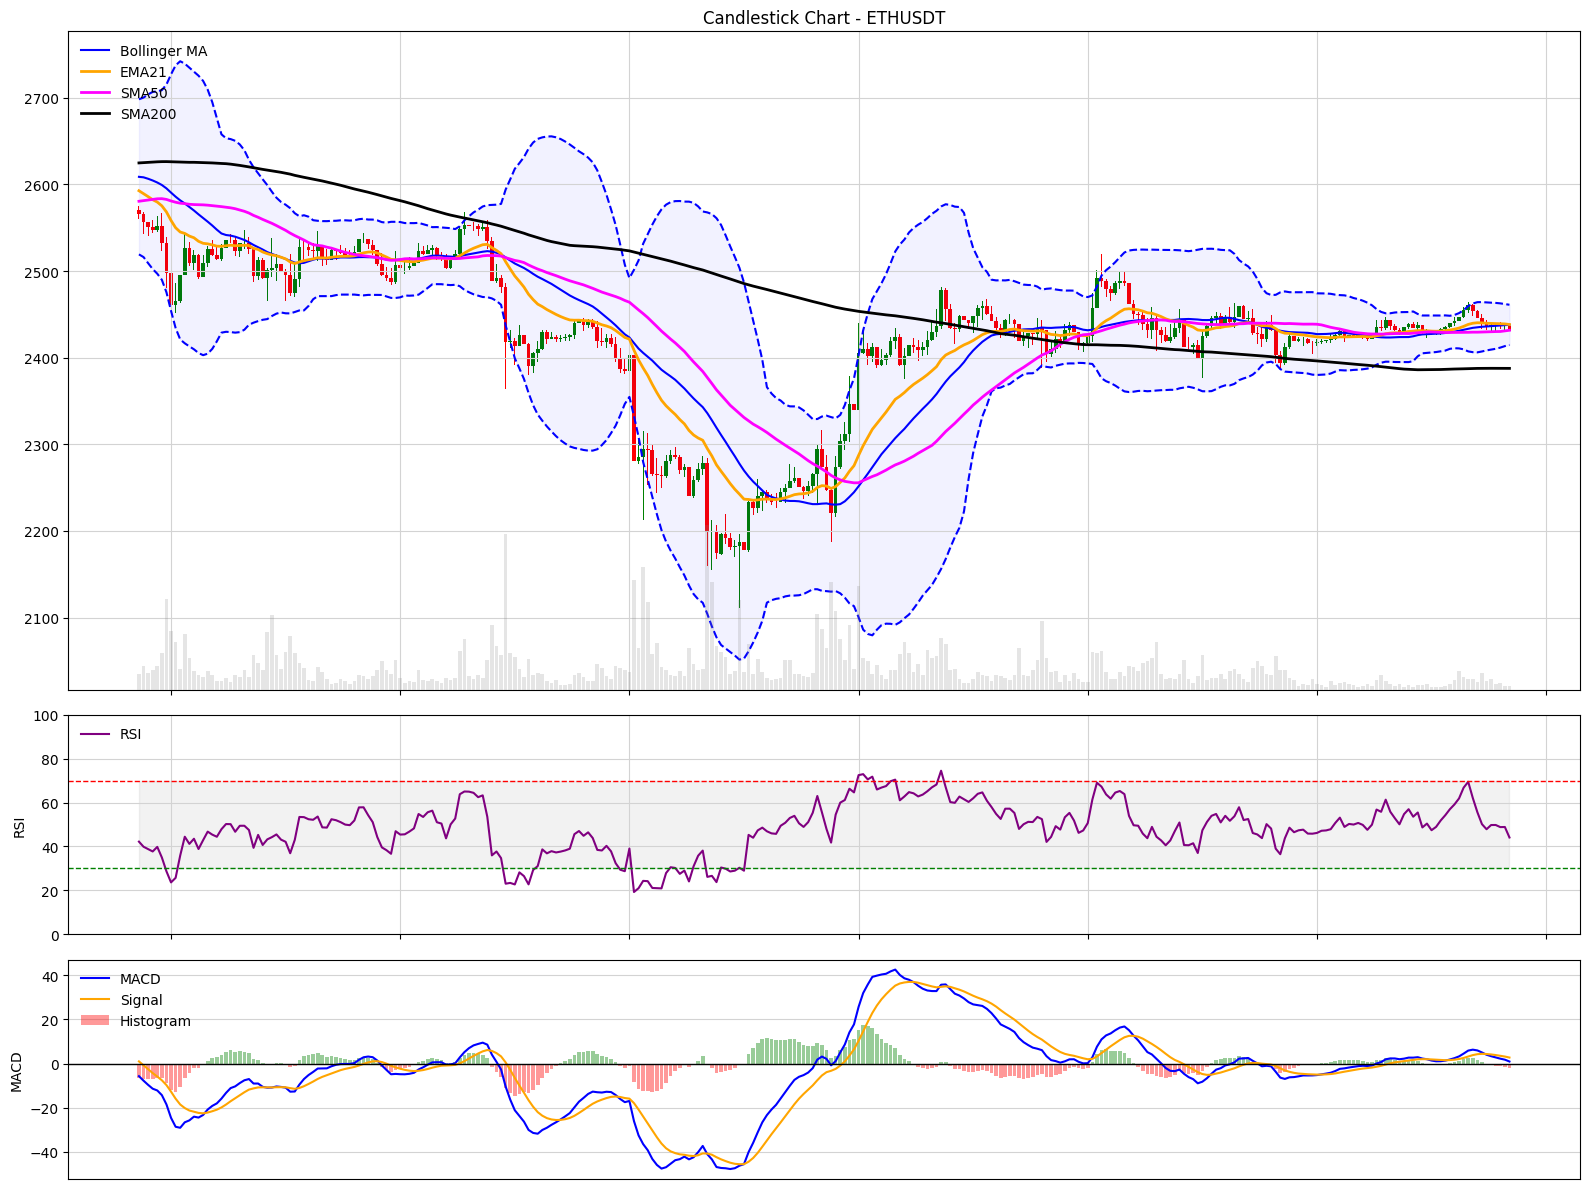 Candlestick Chart - ETHUSDT
Bollinger MA
EMA21
SMA50
SMA200
2700
2600
2500
2400
2300
2200
2100
RSI
RSI
100
80
60
40
20
0
MACD
Signal
Histogram
MACD
40
20
0
−20
−40